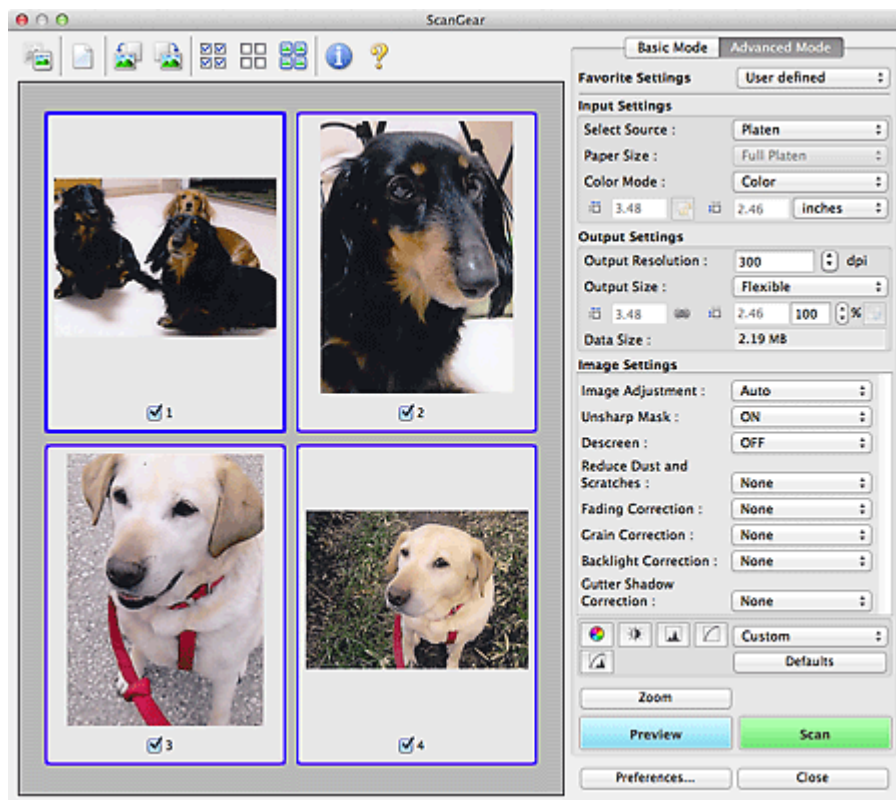 ScanGear
Basic Mode Advanced Mode
Favorite Settings User defined
Input Settings
Select Source : Platen
Paper Size : Full Platen
Color Mode : Color
3.48 2.46 inches
Output Settings
Output Resolution : 300 dpi
Output Size : Flexible
3.48 2.46 100 %
Data Size : 2.19 MB
Image Settings
Image Adjustment : Auto
Unsharp Mask : ON
Descreen : OFF
Reduce Dust and
Scratches : None
Fading Correction : None
Grain Correction : None
Backlight Correction : None
Gutter Shadow
Correction : None
Custom
Defaults
Zoom
Preview Scan
Preferences... Close
1 2
3 4